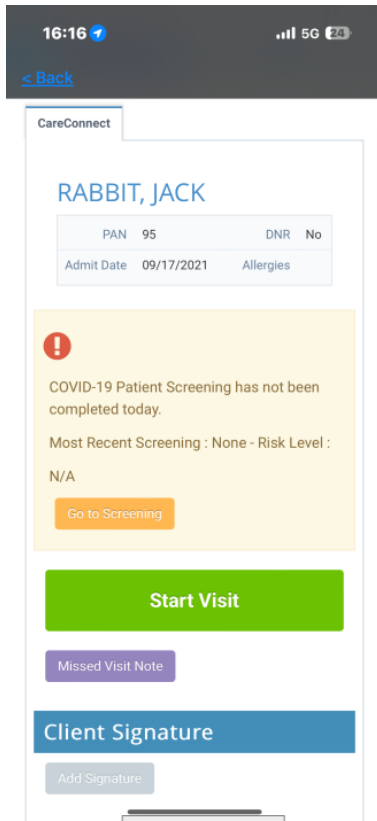 16:16
5G 24
< Back
CareConnect
RABBIT, JACK
PAN 95 DNR No
Admit Date 09/17/2021 Allergies
COVID-19 Patient Screening has not been
completed today.
Most Recent Screening : None - Risk Level :
N/A
Go to Screening
Start Visit
Missed Visit Note
Client Signature
Add Signature